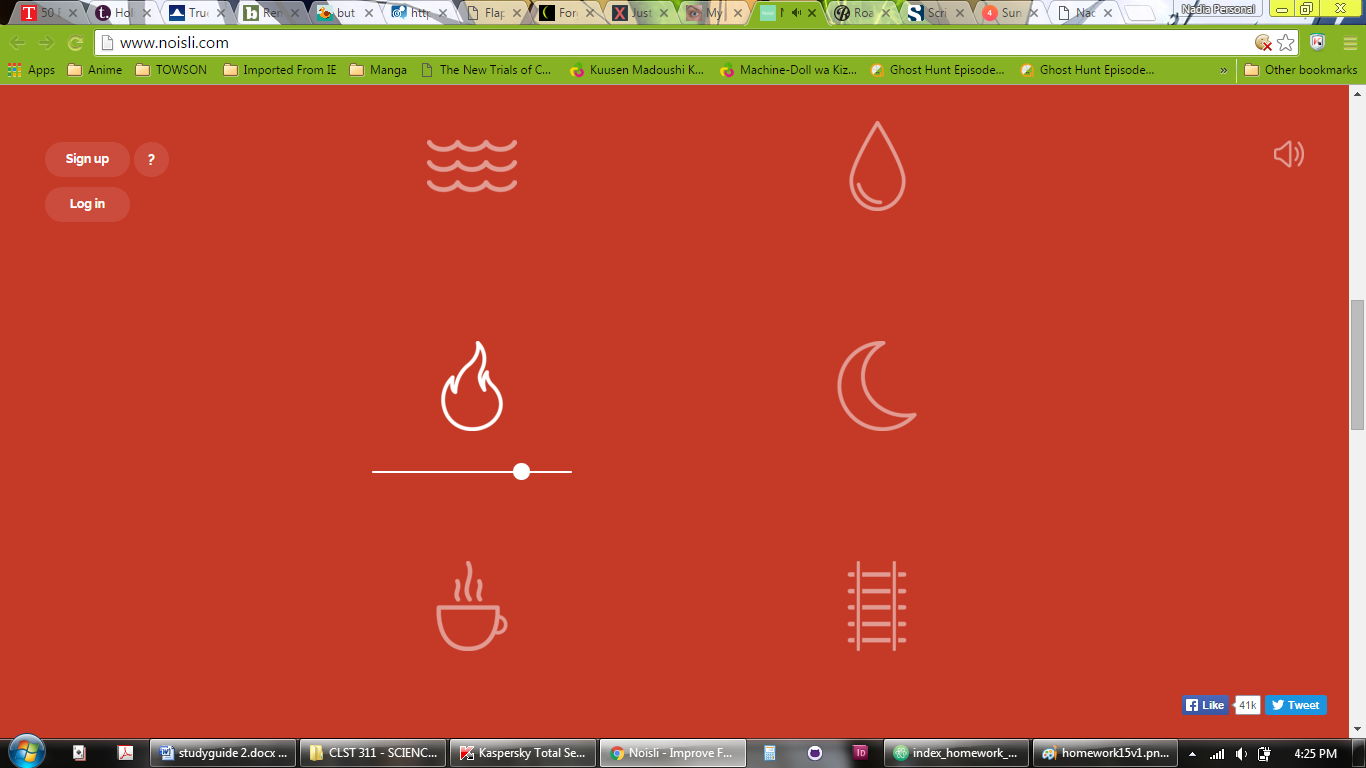 50 Hol Tru Ren but http Flap For Just My Roa Scri Sun Nac Nadia Personal
www.noisli.com
Apps Anime TOWSON Imported From IE Manga The New Trials of C... Kuusen Madoushi K... Machine-Doll wa Kiz... Ghost Hunt Episode... Ghost Hunt Episode... » Other bookmarks
Sign up ?
Log in
Like 41k Tweet
studyguide 2.docx ... CLST 311 - SCIENC... Kaspersky Total Se... Noisli - Improve F... index_homework_... homework15v1.pn... 4:25 PM